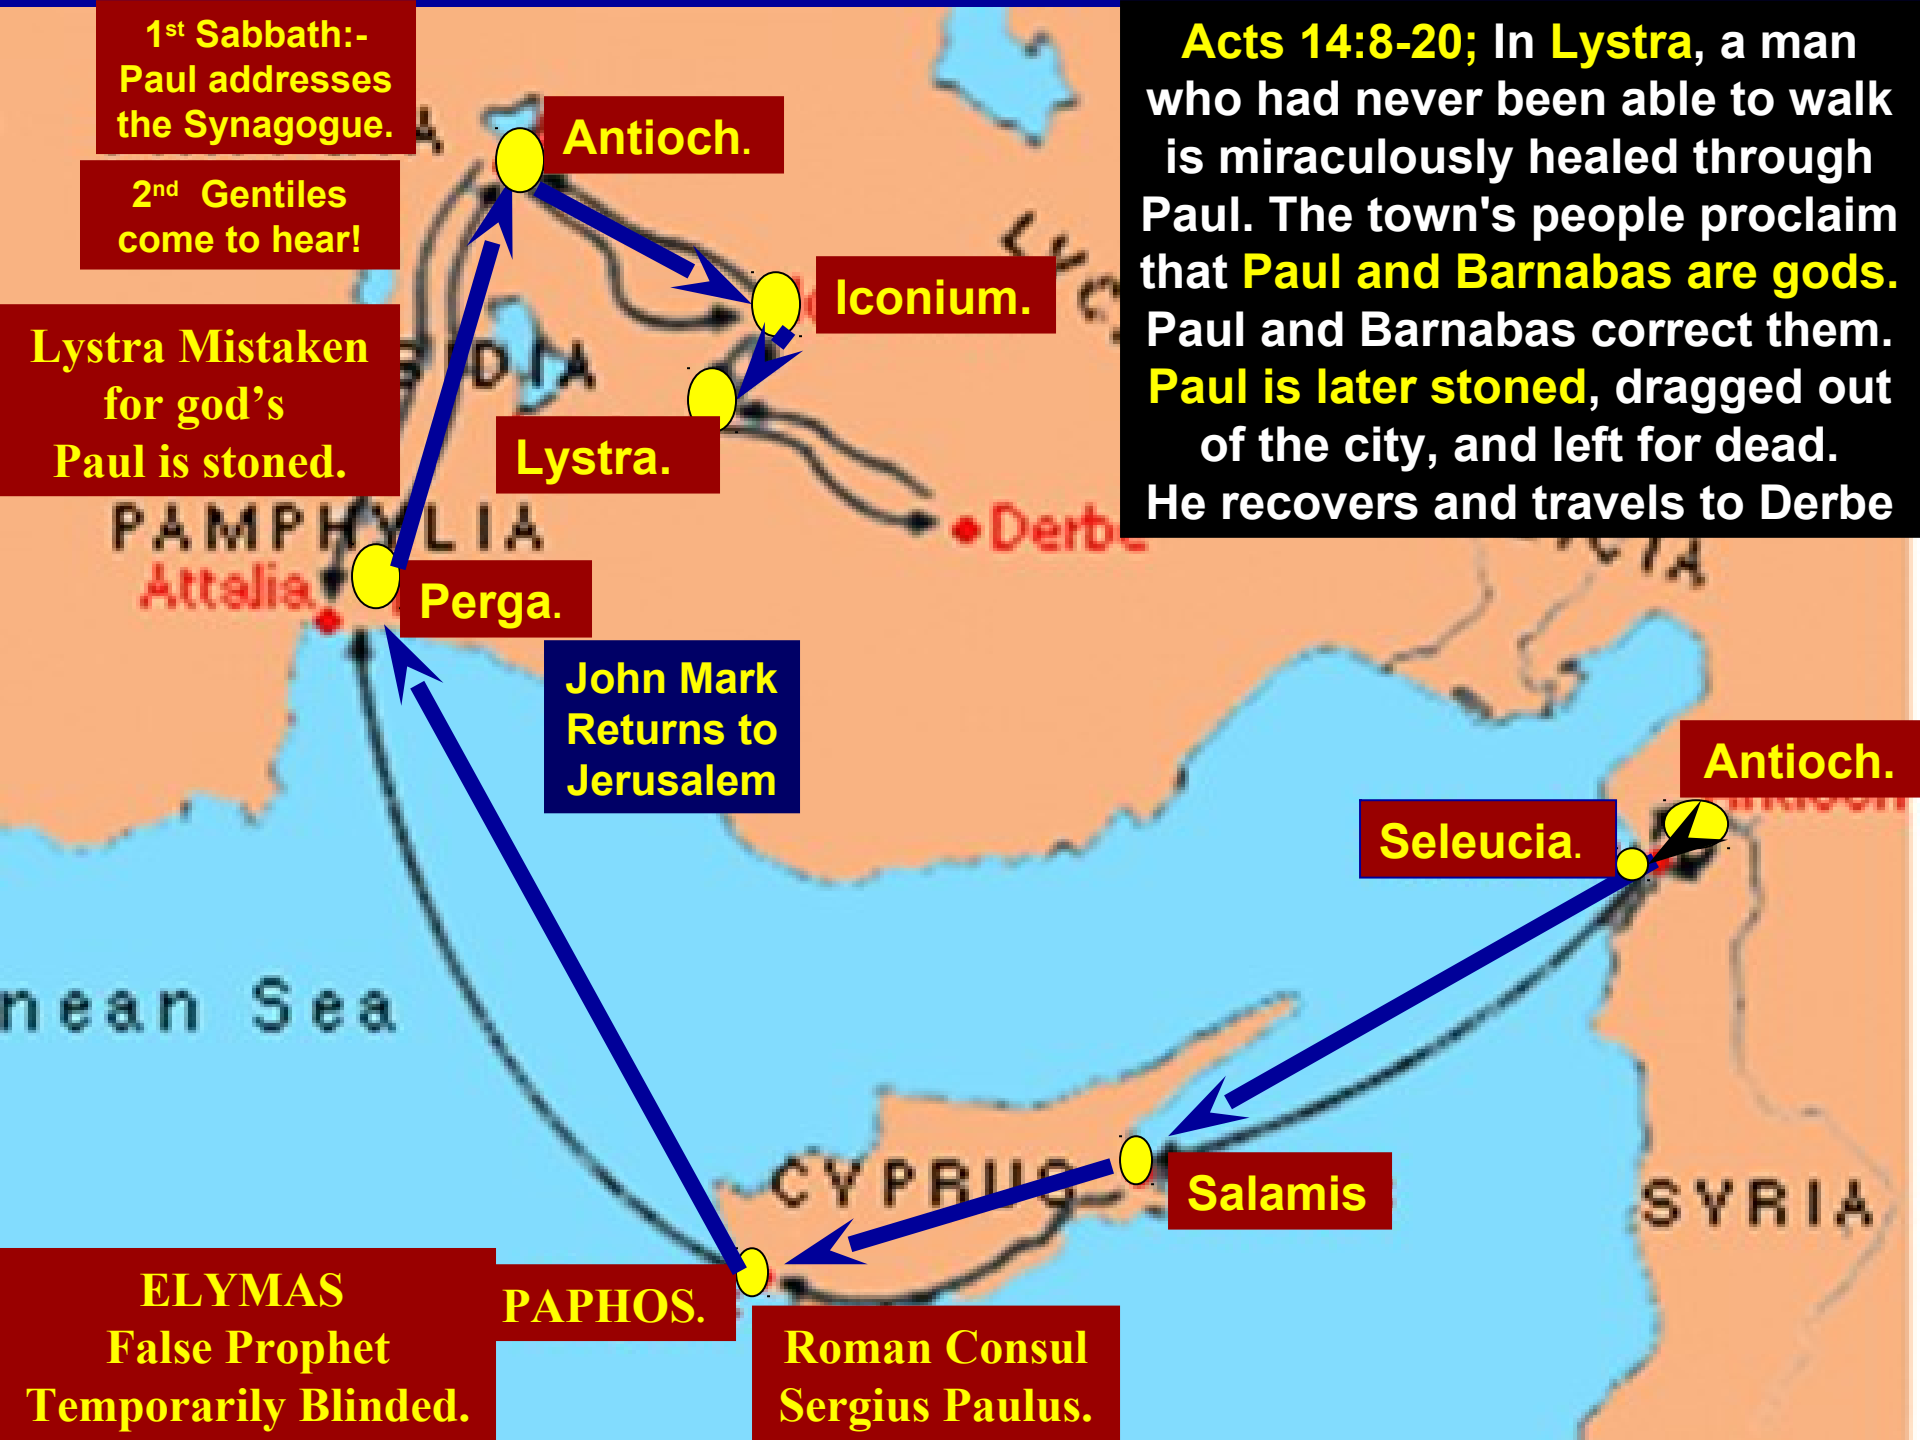 1st Sabbath:-
Paul addresses
the Synagogue.
2nd Gentiles
come to hear!
Antioch.
Acts 14:8-20; In Lystra, a man
who had never been able to walk
is miraculously healed through
Paul. The town's people proclaim
that Paul and Barnabas are gods.
Paul and Barnabas correct them.
Paul is later stoned, dragged out
of the city, and left for dead.
He recovers and travels to Derbe
Iconium.
Lystra Mistaken
for god’s
Paul is stoned.
Lystra.
PAMPHYLIA
Derbe
Attalia
Perga.
John Mark
Returns to
Jerusalem
Antioch.
Seleucia.
nean Sea
CYPRUS
Salamis
SYRIA
ELYMAS
False Prophet
Temporarily Blinded.
PAPHOS.
Roman Consul
Sergius Paulus.